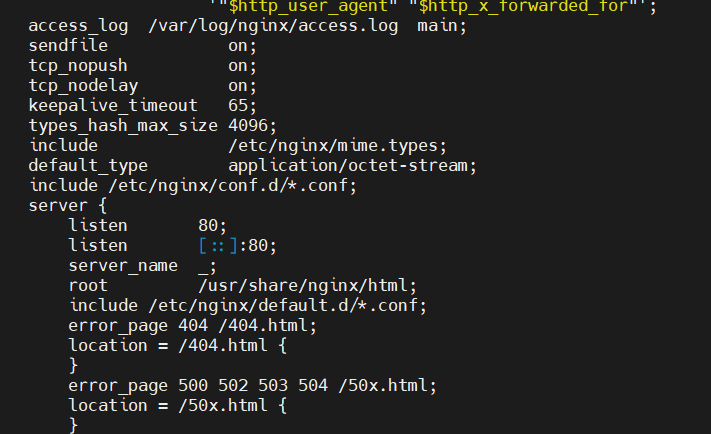 '"$http_user_agent" "$http_x_forwarded_for"';
access_log  /var/log/nginx/access.log  main;
sendfile            on;
tcp_nopush          on;
tcp_nodelay         on;
keepalive_timeout   65;
types_hash_max_size 4096;
include             /etc/nginx/mime.types;
default_type        application/octet-stream;
include /etc/nginx/conf.d/*.conf;
server {
    listen       80;
    listen       [::]:80;
    server_name  _;
    root         /usr/share/nginx/html;
    include /etc/nginx/default.d/*.conf;
    error_page 404 /404.html;
    location = /404.html {
    }
    error_page 500 502 503 504 /50x.html;
    location = /50x.html {
    }